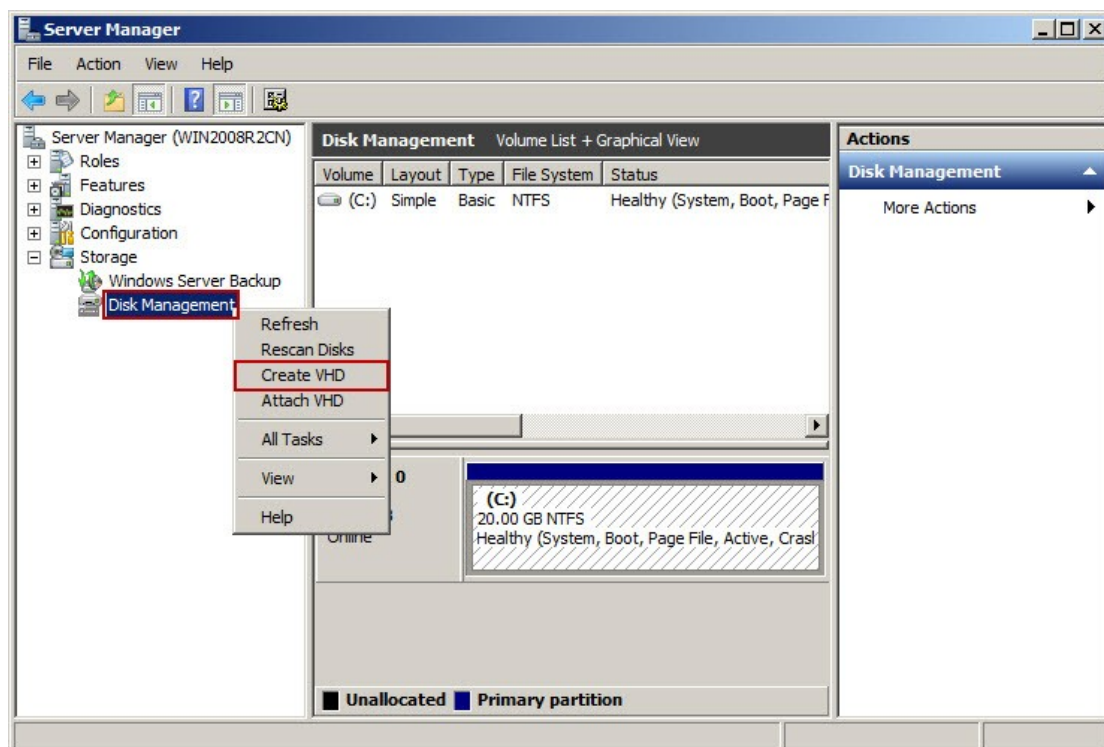 Server Manager
File Action View Help
Server Manager (WIN2008R2CN)
Roles
Features
Diagnostics
Configuration
Storage
Windows Server Backup
Disk Management
Refresh
Rescan Disks
Create VHD
Attach VHD
All Tasks
View
Help
Disk Management Volume List + Graphical View
Volume Layout Type File System Status
(C:) Simple Basic NTFS Healthy (System, Boot, Page F
0
Online
(C:)
20.00 GB NTFS
Healthy (System, Boot, Page File, Active, Crash
Unallocated Primary partition
Actions
Disk Management
More Actions